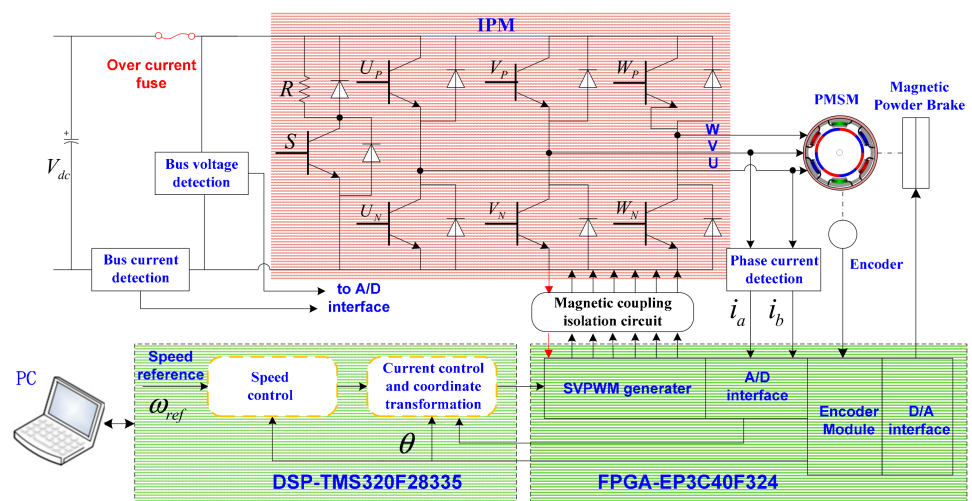 IPM
Over current
fuse
R
U_P
V_P
W_P
PMSM
Magnetic
Powder Brake
S
W
V
U
V_dc
+
Bus voltage
detection
U_N
V_N
W_N
Bus current
detection
Phase current
detection
Encoder
to A/D
interface
Magnetic coupling
isolation circuit
i_a
i_b
PC
Speed
reference
ω_ref
Speed
control
Current control
and coordinate
transformation
θ
SVPWM generater
A/D
interface
Encoder
Module
D/A
interface
DSP-TMS320F28335
FPGA-EP3C40F324